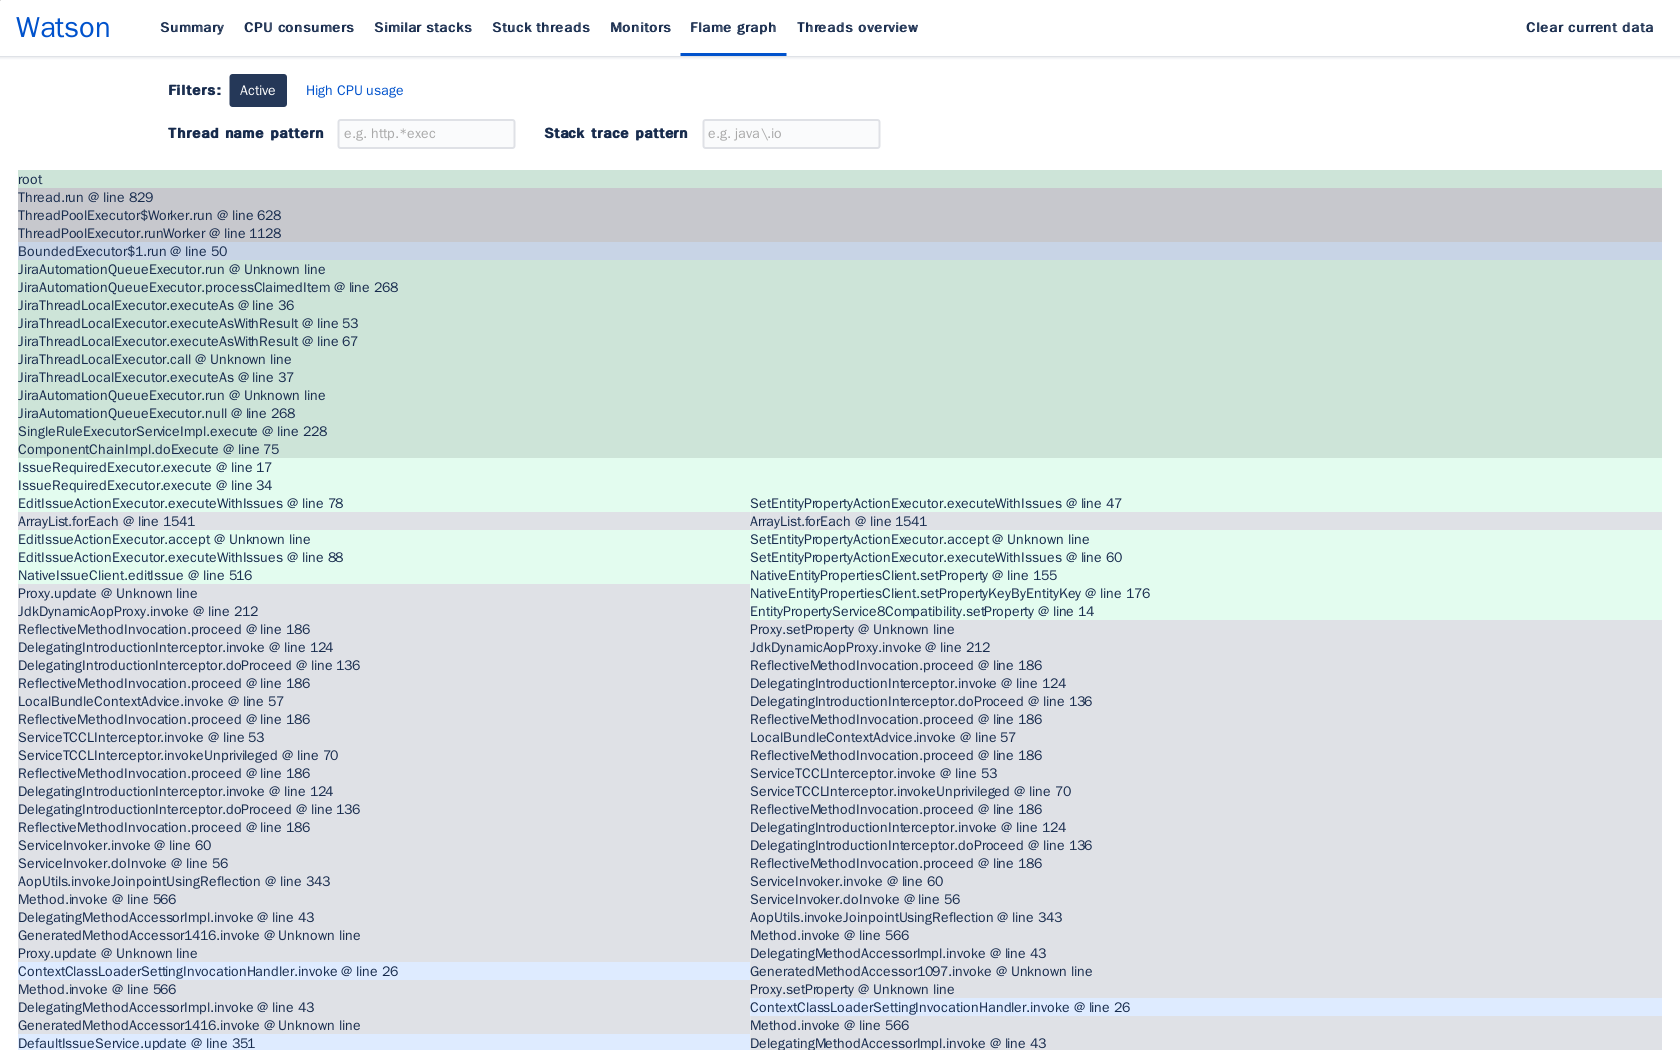 Watson
Summary CPU consumers Similar stacks Stuck threads Monitors Flame graph Threads overview Clear current data
Filters: Active High CPU usage
Thread name pattern e.g. http.*exec Stack trace pattern e.g. java\.io
root
Thread.run @ line 829
ThreadPoolExecutor$Worker.run @ line 628
ThreadPoolExecutor.runWorker @ line 1128
BoundedExecutor$1.run @ line 50
JiraAutomationQueueExecutor.run @ Unknown line
JiraAutomationQueueExecutor.processClaimedItem @ line 268
JiraThreadLocalExecutor.executeAs @ line 36
JiraThreadLocalExecutor.executeAsWithResult @ line 53
JiraThreadLocalExecutor.executeAsWithResult @ line 67
JiraThreadLocalExecutor.call @ Unknown line
JiraThreadLocalExecutor.executeAs @ line 37
JiraAutomationQueueExecutor.run @ Unknown line
JiraAutomationQueueExecutor.null @ line 268
SingleRuleExecutorServiceImpl.execute @ line 228
ComponentChainImpl.doExecute @ line 75
IssueRequiredExecutor.execute @ line 17
IssueRequiredExecutor.execute @ line 34
EditIssueActionExecutor.executeWithIssues @ line 78
ArrayList.forEach @ line 1541
EditIssueActionExecutor.accept @ Unknown line
EditIssueActionExecutor.executeWithIssues @ line 88
NativeIssueClient.editIssue @ line 516
Proxy.update @ Unknown line
JdkDynamicAopProxy.invoke @ line 212
ReflectiveMethodInvocation.proceed @ line 186
DelegatingIntroductionInterceptor.invoke @ line 124
DelegatingIntroductionInterceptor.doProceed @ line 136
ReflectiveMethodInvocation.proceed @ line 186
LocalBundleContextAdvice.invoke @ line 57
ReflectiveMethodInvocation.proceed @ line 186
ServiceTCCLInterceptor.invoke @ line 53
ServiceTCCLInterceptor.invokeUnprivileged @ line 70
ReflectiveMethodInvocation.proceed @ line 186
DelegatingIntroductionInterceptor.invoke @ line 124
DelegatingIntroductionInterceptor.doProceed @ line 136
ReflectiveMethodInvocation.proceed @ line 186
ServiceInvoker.invoke @ line 60
ServiceInvoker.doInvoke @ line 56
AopUtils.invokeJoinpointUsingReflection @ line 343
Method.invoke @ line 566
DelegatingMethodAccessorImpl.invoke @ line 43
GeneratedMethodAccessor1416.invoke @ Unknown line
Proxy.update @ Unknown line
ContextClassLoaderSettingInvocationHandler.invoke @ line 26
Method.invoke @ line 566
DelegatingMethodAccessorImpl.invoke @ line 43
GeneratedMethodAccessor1416.invoke @ Unknown line
DefaultIssueService.update @ line 351
SetEntityPropertyActionExecutor.executeWithIssues @ line 47
ArrayList.forEach @ line 1541
SetEntityPropertyActionExecutor.accept @ Unknown line
SetEntityPropertyActionExecutor.executeWithIssues @ line 60
NativeEntityPropertiesClient.setProperty @ line 155
NativeEntityPropertiesClient.setPropertyKeyByEntityKey @ line 176
EntityPropertyService8Compatibility.setProperty @ line 14
Proxy.setProperty @ Unknown line
JdkDynamicAopProxy.invoke @ line 212
ReflectiveMethodInvocation.proceed @ line 186
DelegatingIntroductionInterceptor.invoke @ line 124
DelegatingIntroductionInterceptor.doProceed @ line 136
ReflectiveMethodInvocation.proceed @ line 186
LocalBundleContextAdvice.invoke @ line 57
ReflectiveMethodInvocation.proceed @ line 186
ServiceTCCLInterceptor.invoke @ line 53
ServiceTCCLInterceptor.invokeUnprivileged @ line 70
ReflectiveMethodInvocation.proceed @ line 186
DelegatingIntroductionInterceptor.invoke @ line 124
DelegatingIntroductionInterceptor.doProceed @ line 136
ReflectiveMethodInvocation.proceed @ line 186
ServiceInvoker.invoke @ line 60
ServiceInvoker.doInvoke @ line 56
AopUtils.invokeJoinpointUsingReflection @ line 343
Method.invoke @ line 566
DelegatingMethodAccessorImpl.invoke @ line 43
GeneratedMethodAccessor1097.invoke @ Unknown line
Proxy.setProperty @ Unknown line
ContextClassLoaderSettingInvocationHandler.invoke @ line 26
Method.invoke @ line 566
DelegatingMethodAccessorImpl.invoke @ line 43